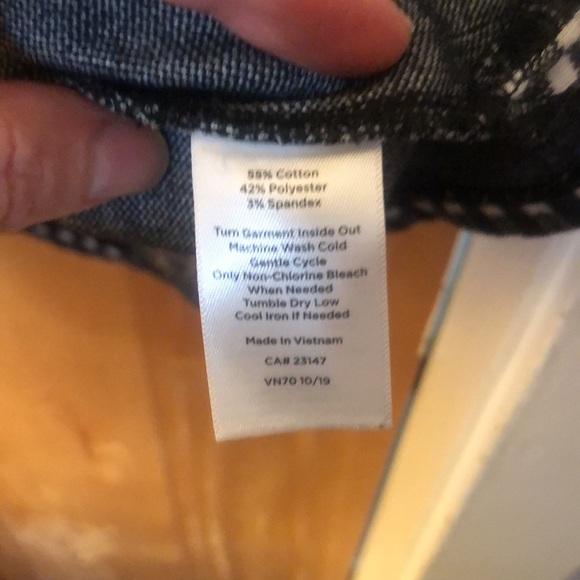 55% Cotton
42% Polyester
3% Spandex
Turn Garment Inside Out
Machine Wash Cold
Gentle Cycle
Only Non-Chlorine Bleach
When Needed
Tumble Dry Low
Cool Iron If Needed
Made In Vietnam
CA# 23147
VN70 10/19